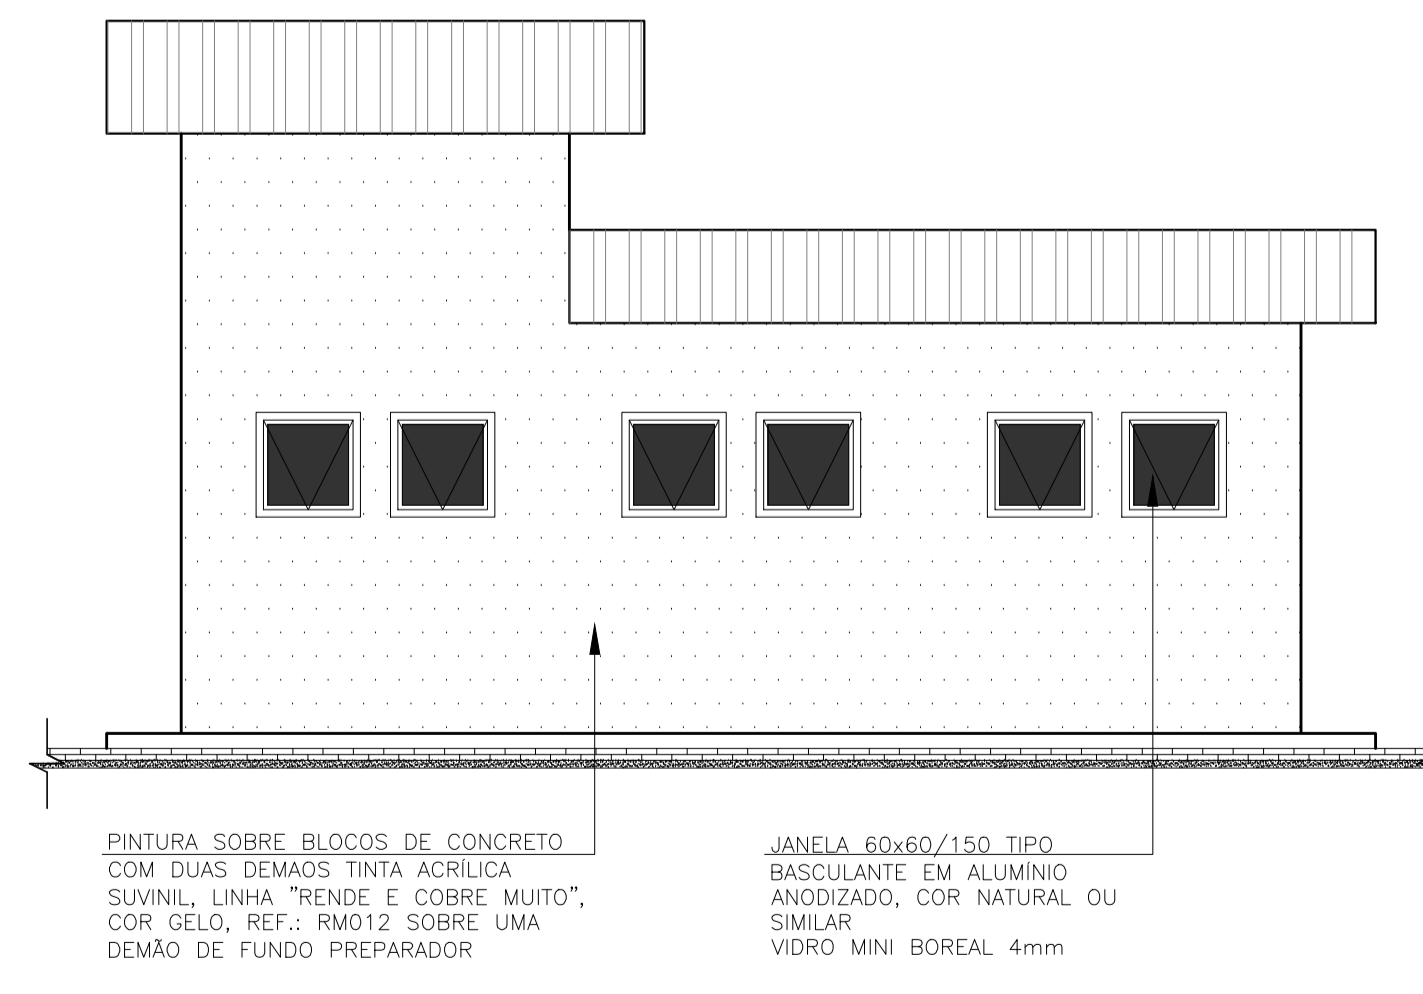 PINTURA SOBRE BLOCOS DE CONCRETO
COM DUAS DEMAOS TINTA ACRÍLICA
SUVINIL, LINHA "RENDE E COBRE MUITO",
COR GELO, REF.: RM012 SOBRE UMA
DEMÃO DE FUNDO PREPARADOR
JANELA 60x60/150 TIPO
BASCULANTE EM ALUMÍNIO
ANODIZADO, COR NATURAL OU
SIMILAR
VIDRO MINI BOREAL 4mm